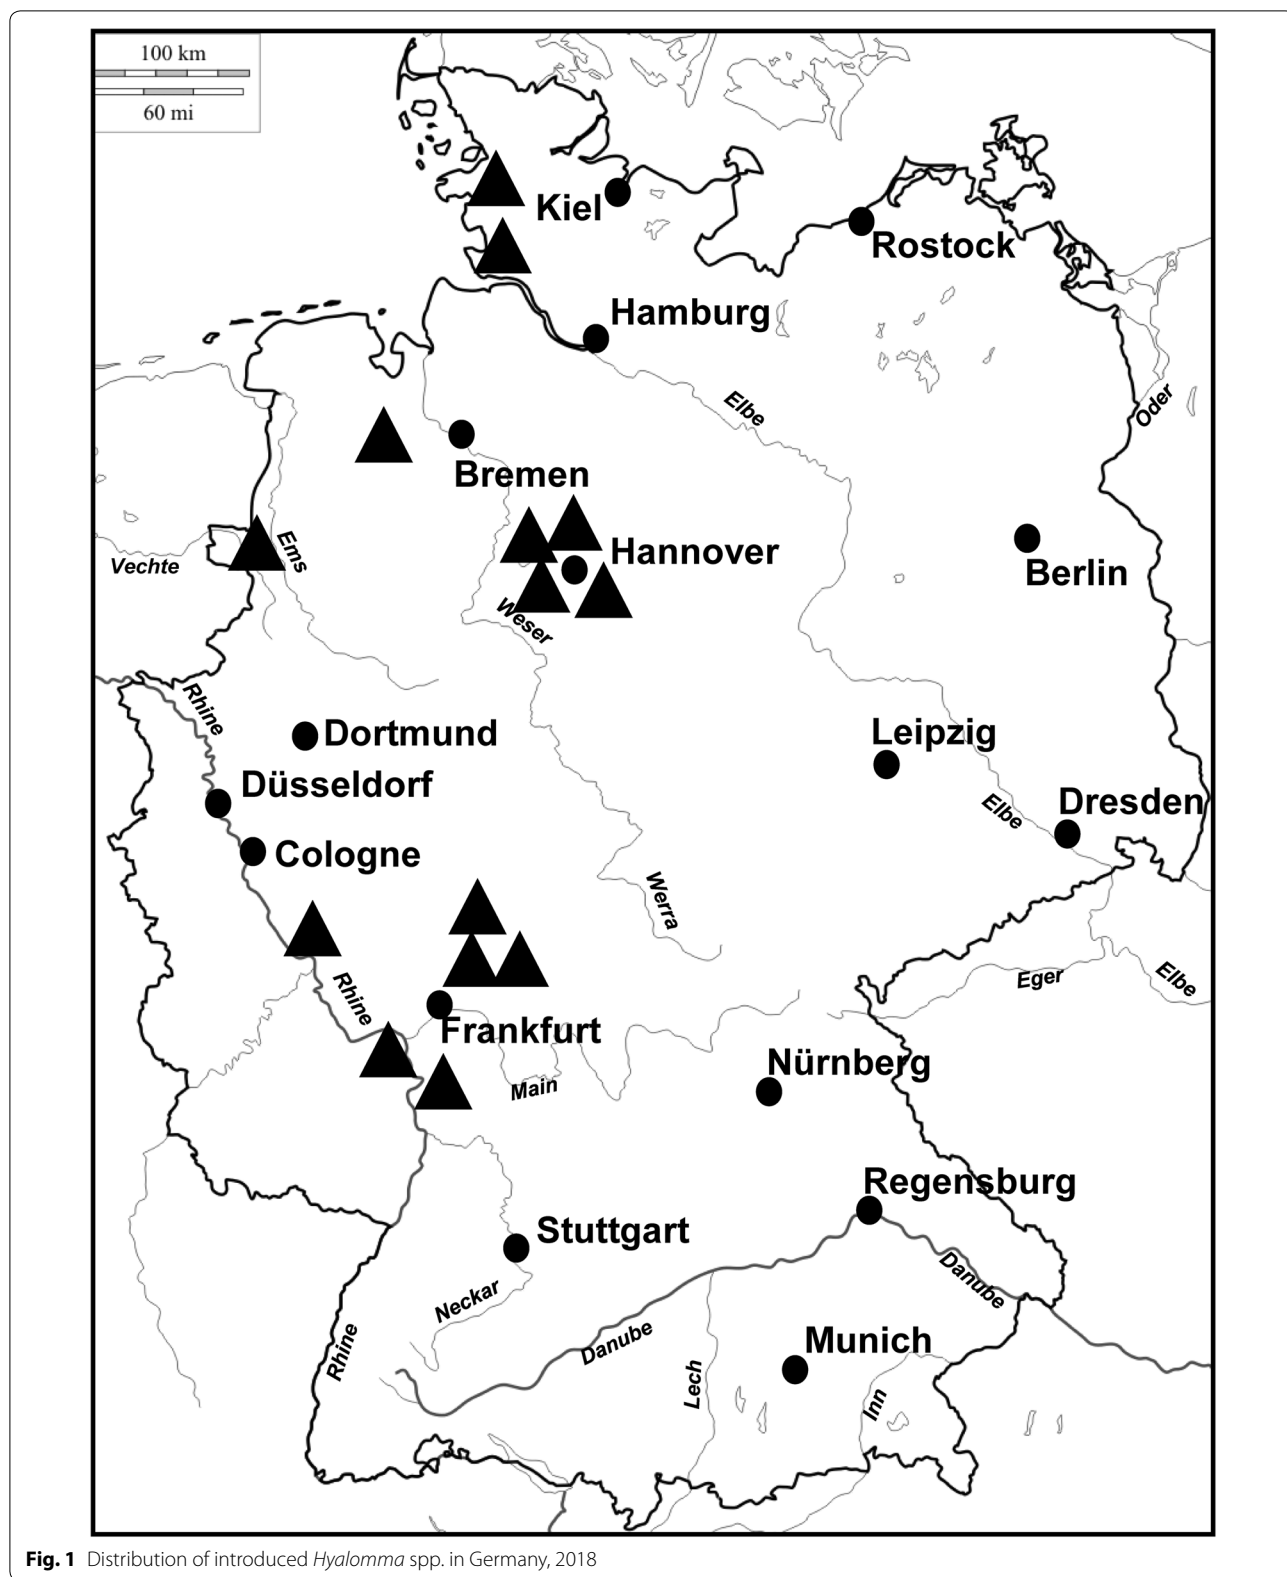 100 km
60 mi
Kiel
Rostock
Hamburg
Elbe
Oder
Bremen
Ems
Vechte
Hannover
Berlin
Weser
Rhine
Dortmund
Leipzig
Düsseldorf
Elbe
Dresden
Cologne
Werra
Rhine
Eger
Elbe
Frankfurt
Nürnberg
Main
Regensburg
Stuttgart
Danube
Neckar
Danube
Rhine
Munich
Lech
Inn
Fig. 1 Distribution of introduced Hyalomma spp. in Germany, 2018